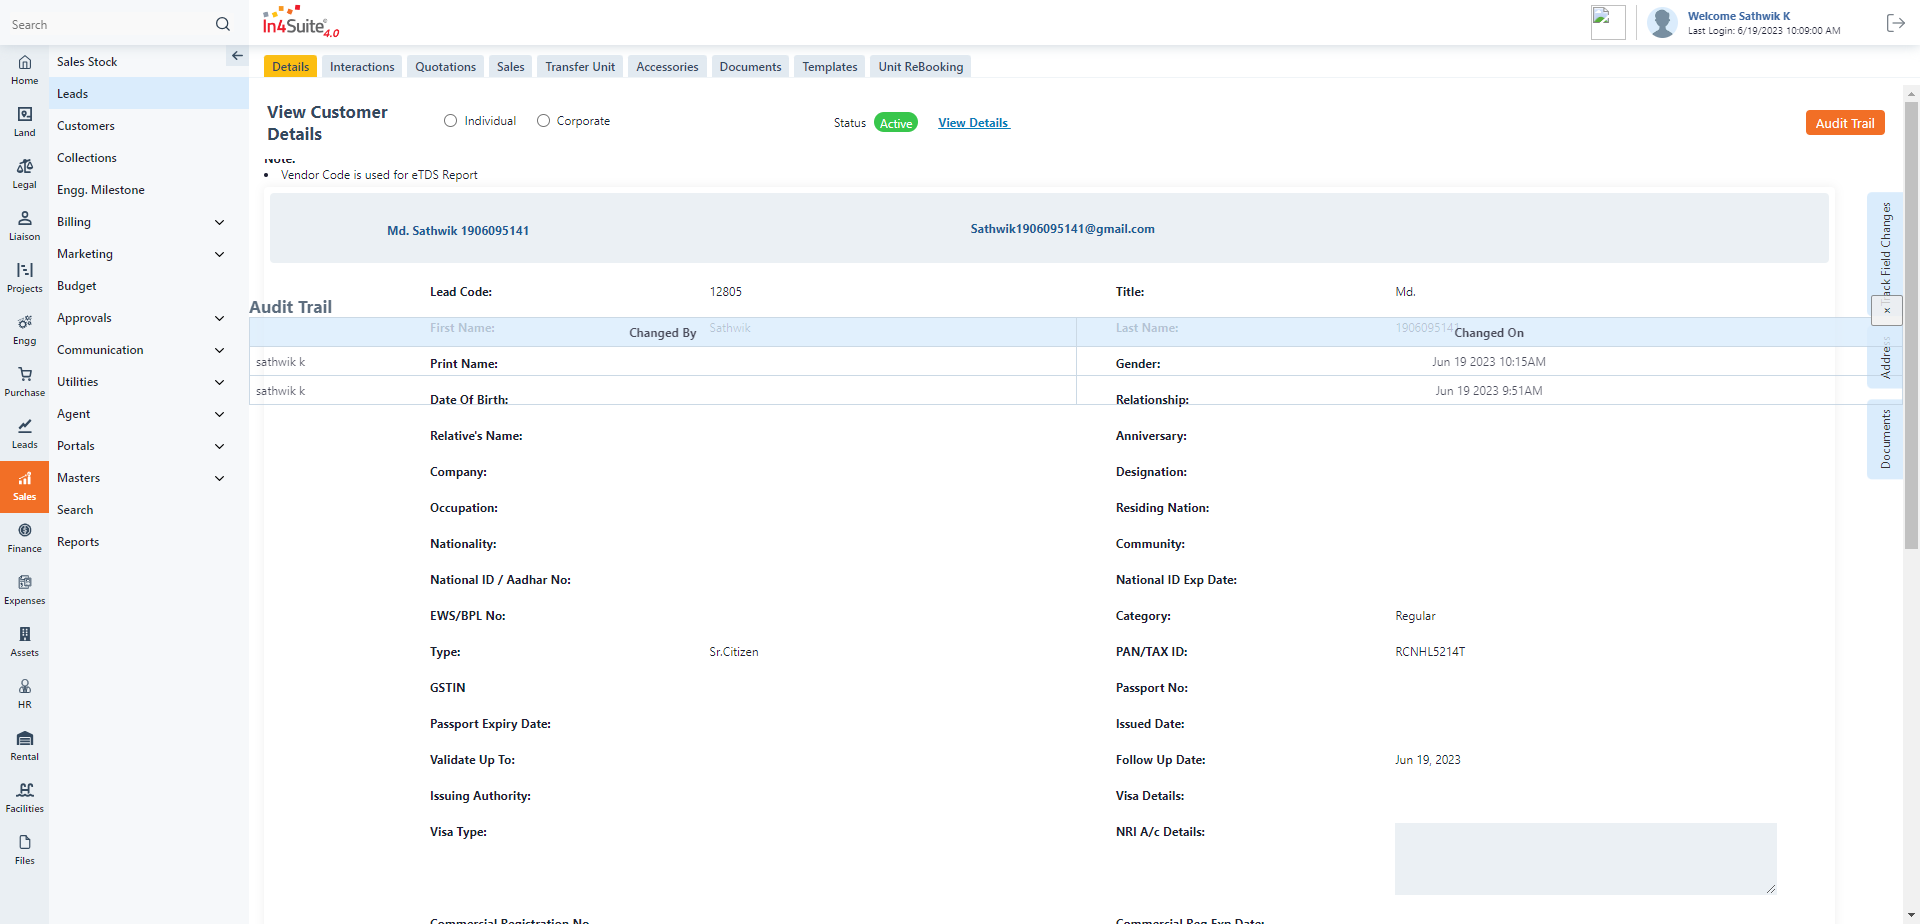 Search
In4Suite® 4.0
Welcome Sathwik K
Last Login: 6/19/2023 10:09:00 AM
Home
Land
Legal
Liaison
Projects
Engg
Purchase
Leads
Sales
Finance
Expenses
Assets
HR
Rental
Facilities
Files
Sales Stock
Leads
Customers
Collections
Engg. Milestone
Billing
Marketing
Budget
Approvals
Communication
Utilities
Agent
Portals
Masters
Search
Reports
Details Interactions Quotations Sales Transfer Unit Accessories Documents Templates Unit ReBooking
View Customer
Details
Individual Corporate
Status Active View Details
Audit Trail
Note:
• Vendor Code is used for eTDS Report
Md. Sathwik 1906095141 Sathwik1906095141@gmail.com
Lead Code: 12805 Title: Md.
Audit Trail
First Name: Sathwik Last Name: 1906095141
Changed By Changed On
sathwik k Jun 19 2023 10:15AM
Print Name: Gender:
sathwik k Jun 19 2023 9:51AM
Date Of Birth: Relationship:
Relative's Name: Anniversary:
Company: Designation:
Occupation: Residing Nation:
Nationality: Community:
National ID / Aadhar No: National ID Exp Date:
EWS/BPL No: Category: Regular
Type: Sr.Citizen PAN/TAX ID: RCNHL5214T
GSTIN Passport No:
Passport Expiry Date: Issued Date:
Validate Up To: Follow Up Date: Jun 19, 2023
Issuing Authority: Visa Details:
Visa Type: NRI A/c Details:
Commercial Registration No Commercial Reg Exp Date:
Track Field Changes
×
Address
Documents